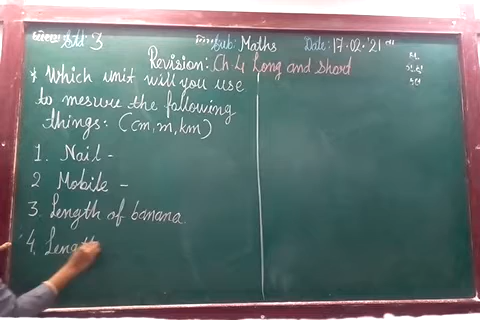 Std: 3 Sub: Maths Date: 17.02.'21
Revision: Ch 4 Long and Short
* Which unit will you use
to mesure the following
things: (cm, m, km)
1. Nail -
2 Mobile -
3. Length of banana
4. Length